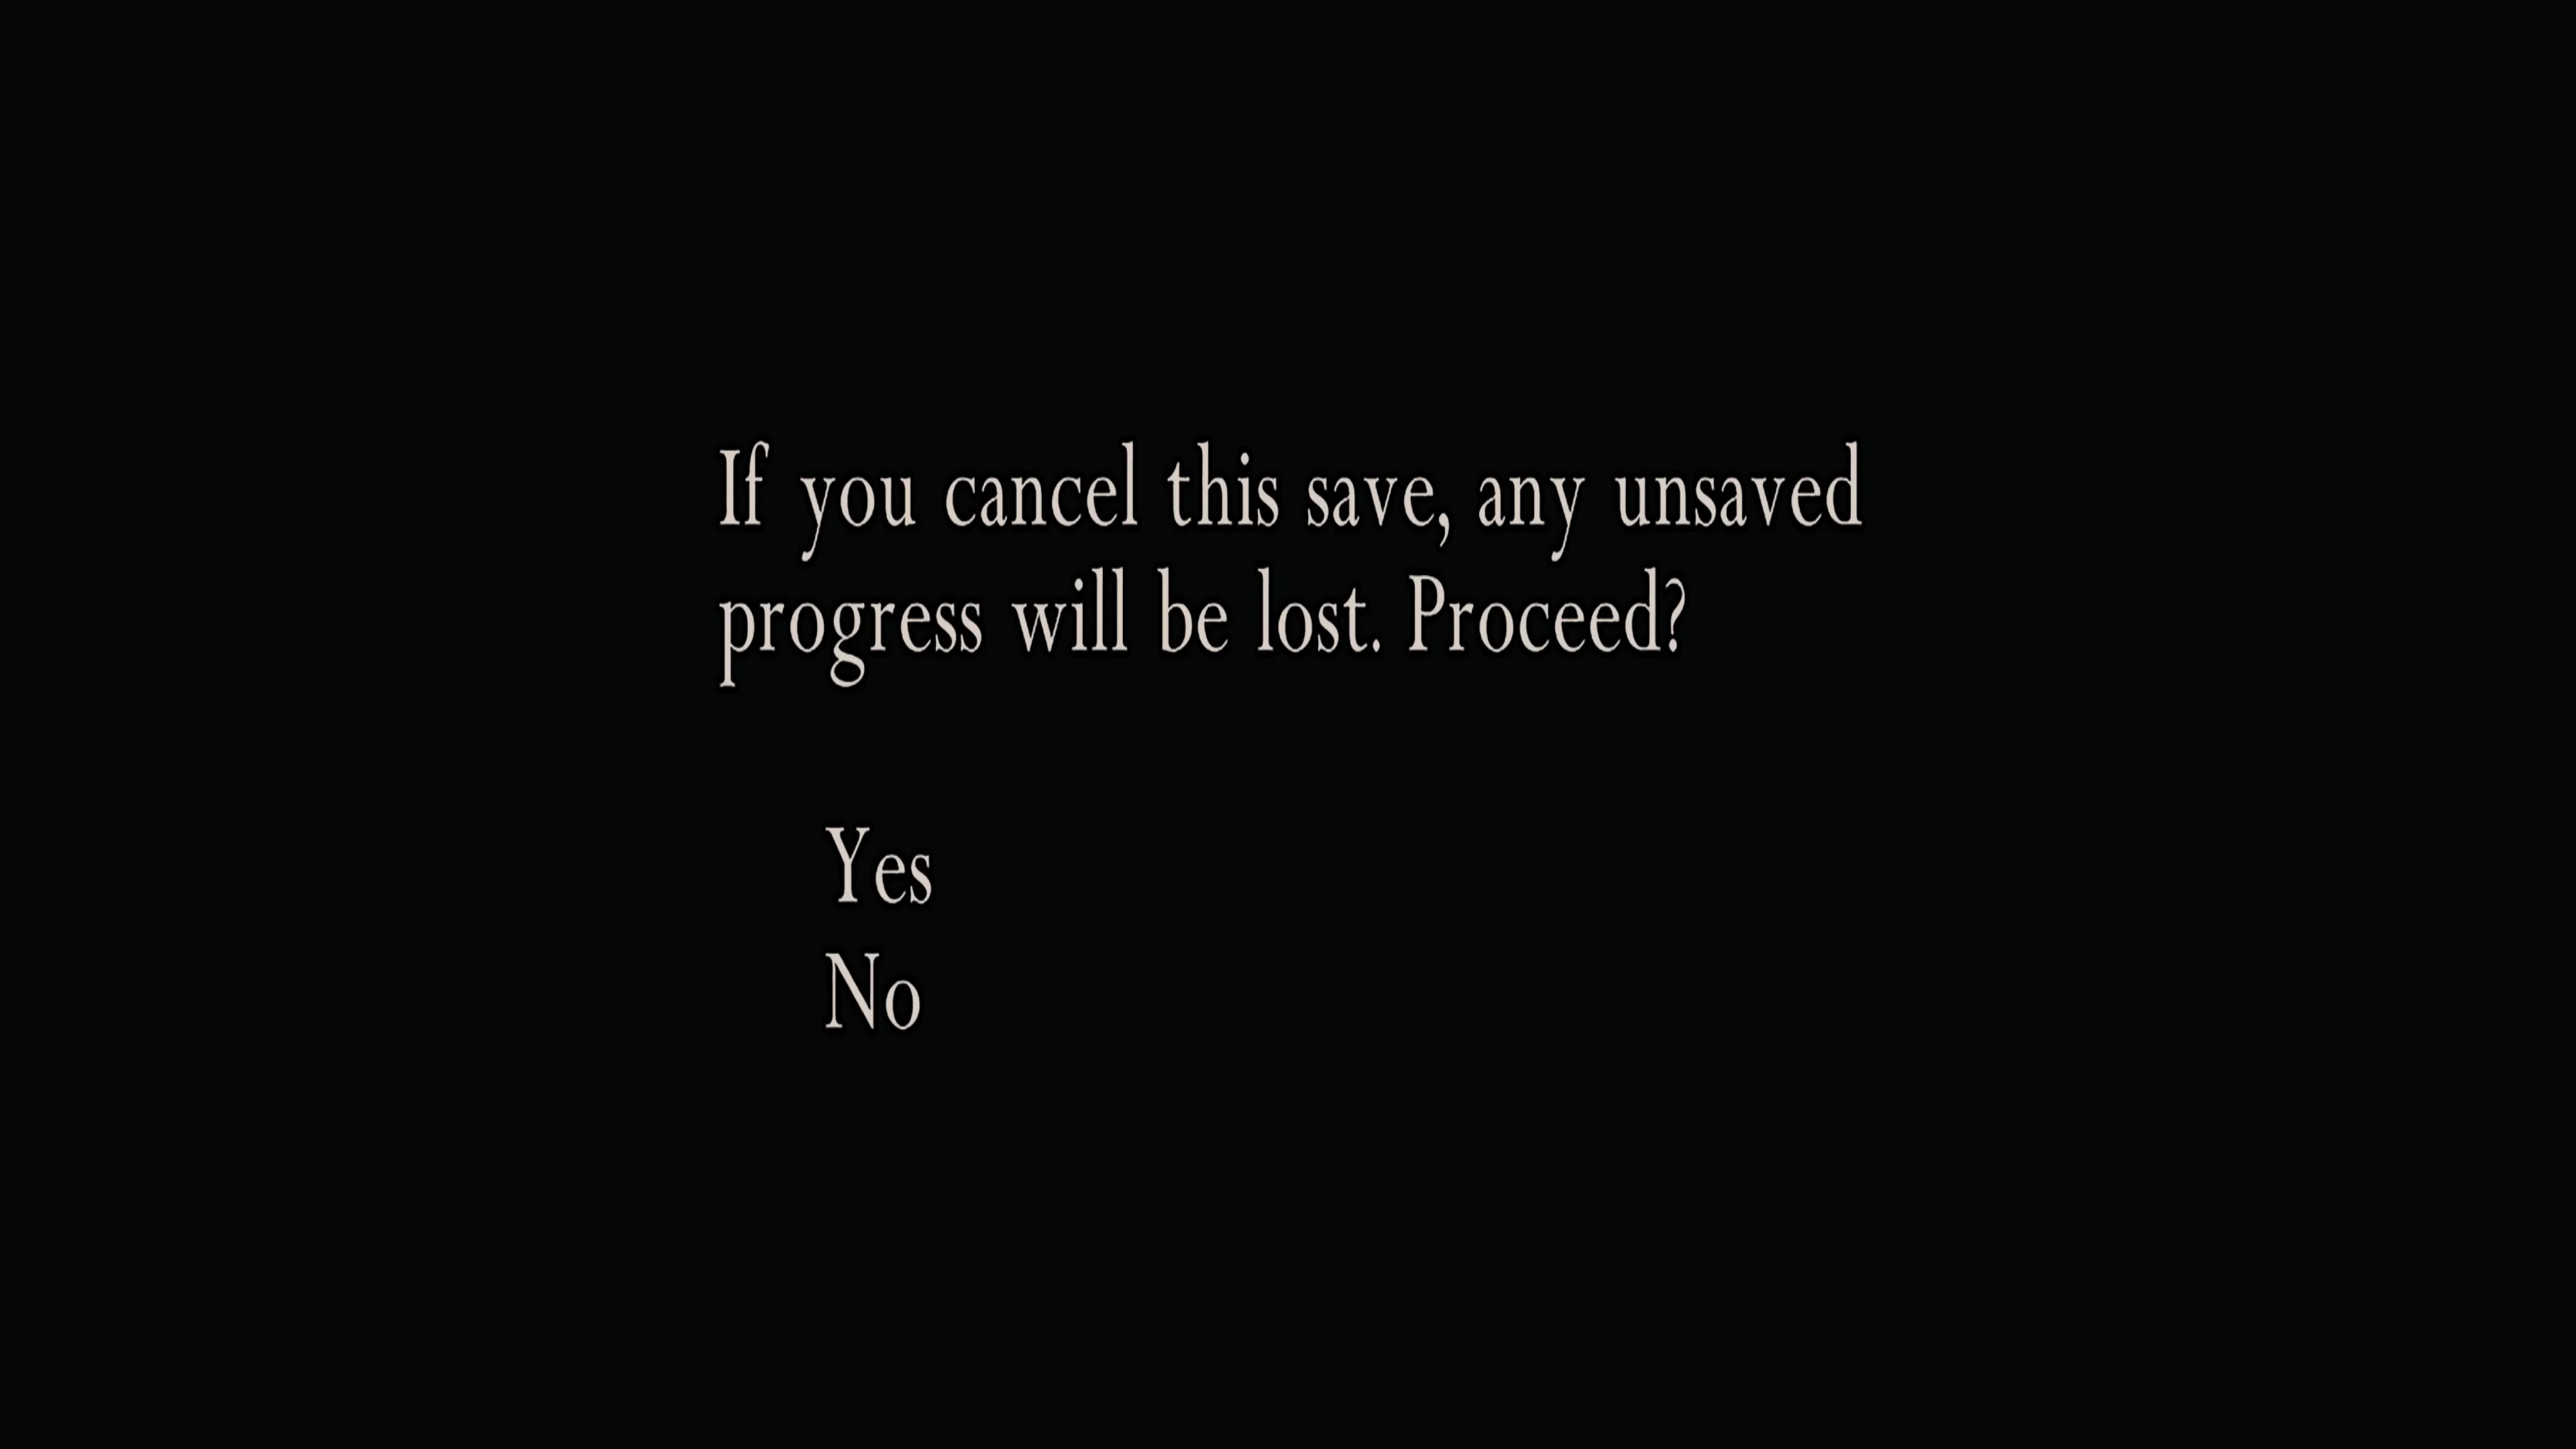 If you cancel this save, any unsaved
progress will be lost. Proceed?
Yes
No